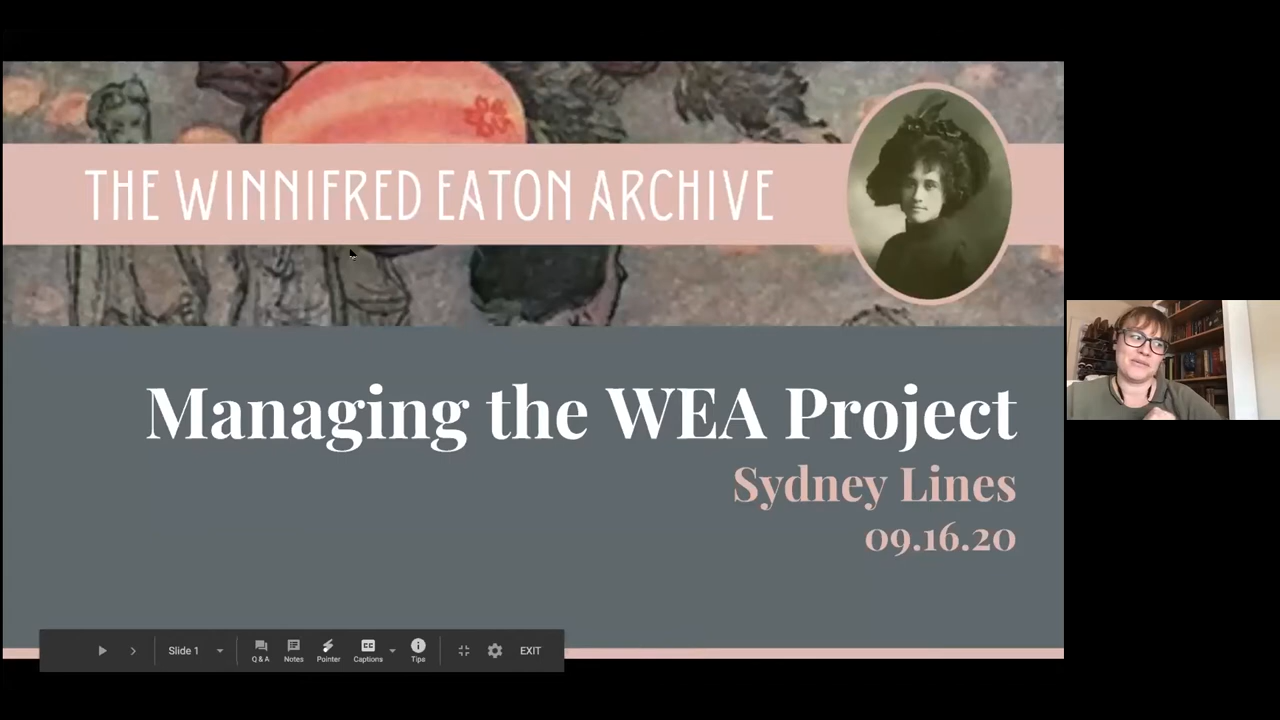 THE WINNIFRED EATON ARCHIVE
Managing the WEA Project
Sydney Lines
09.16.20
Slide 1
Q & A
Notes
Pointer
Captions
Tips
EXIT